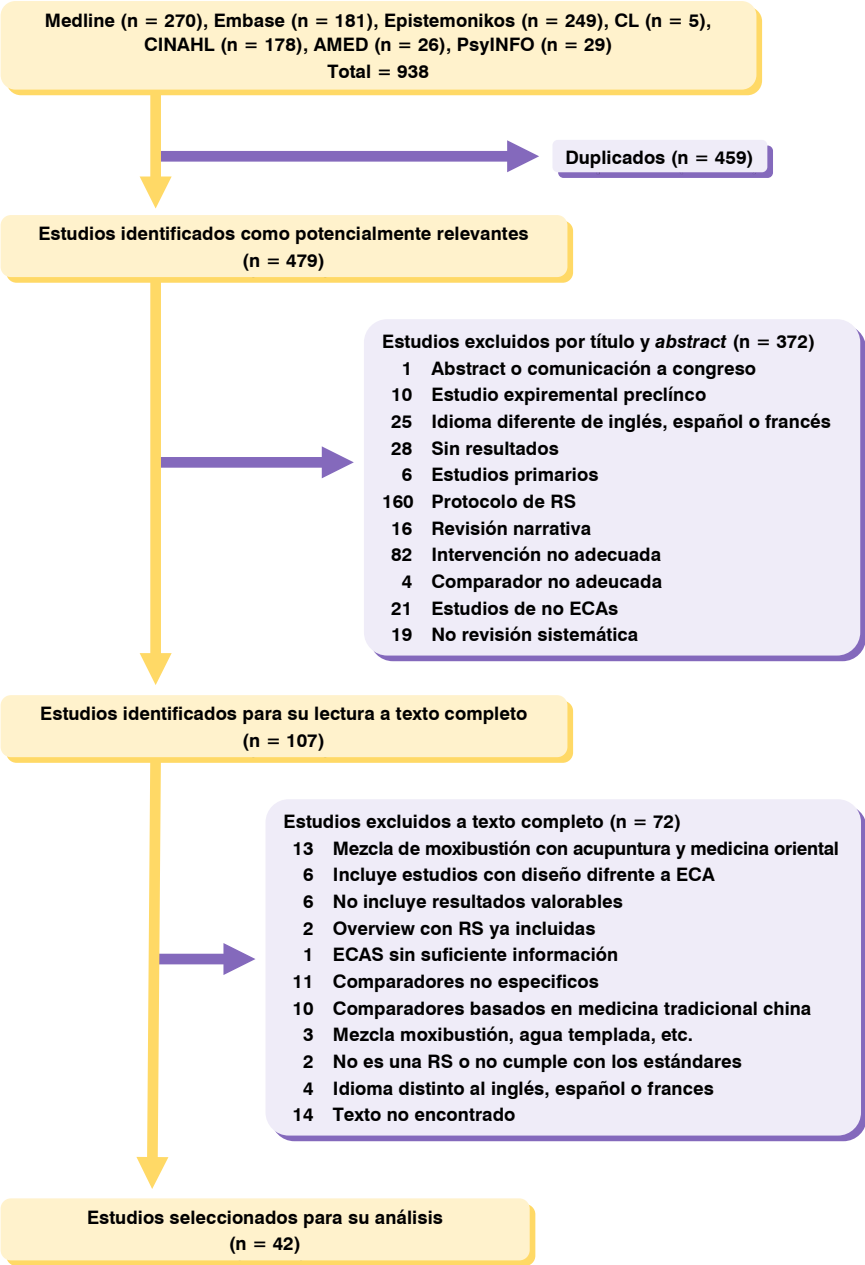 Medline (n = 270), Embase (n = 181), Epistemonikos (n = 249), CL (n = 5),
CINAHL (n = 178), AMED (n = 26), PsyINFO (n = 29)
Total = 938
Duplicados (n = 459)
Estudios identificados como potencialmente relevantes
(n = 479)
Estudios excluidos por título y abstract (n = 372)
1 Abstract o comunicación a congreso
10 Estudio expiremental preclínco
25 Idioma diferente de inglés, español o francés
28 Sin resultados
6 Estudios primarios
160 Protocolo de RS
16 Revisión narrativa
82 Intervención no adecuada
4 Comparador no adeucada
21 Estudios de no ECAs
19 No revisión sistemática
Estudios identificados para su lectura a texto completo
(n = 107)
Estudios excluidos a texto completo (n = 72)
13 Mezcla de moxibustión con acupuntura y medicina oriental
6 Incluye estudios con diseño difrente a ECA
6 No incluye resultados valorables
2 Overview con RS ya incluidas
1 ECAS sin suficiente información
11 Comparadores no especificos
10 Comparadores basados en medicina tradicional china
3 Mezcla moxibustión, agua templada, etc.
2 No es una RS o no cumple con los estándares
4 Idioma distinto al inglés, español o frances
14 Texto no encontrado
Estudios seleccionados para su análisis
(n = 42)